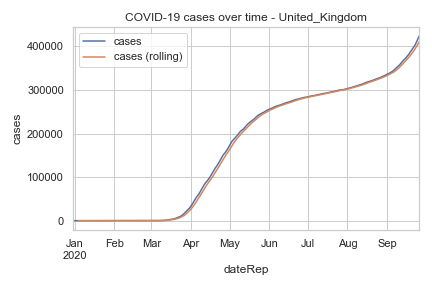 COVID-19 cases over time - United_Kingdom
cases
cases (rolling)
400000
300000
200000
100000
0
cases
Jan Feb Mar Apr May Jun Jul Aug Sep
2020
dateRep